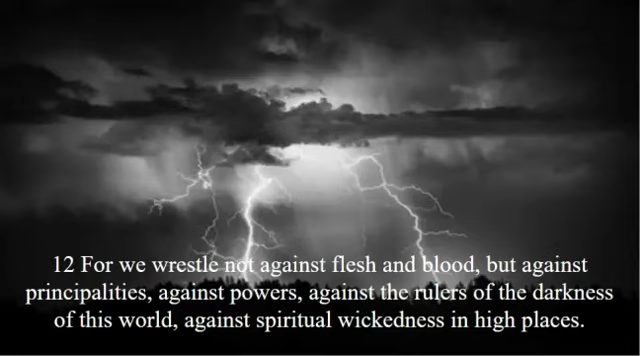 12 For we wrestle not against flesh and blood, but against
principalities, against powers, against the rulers of the darkness
of this world, against spiritual wickedness in high places.